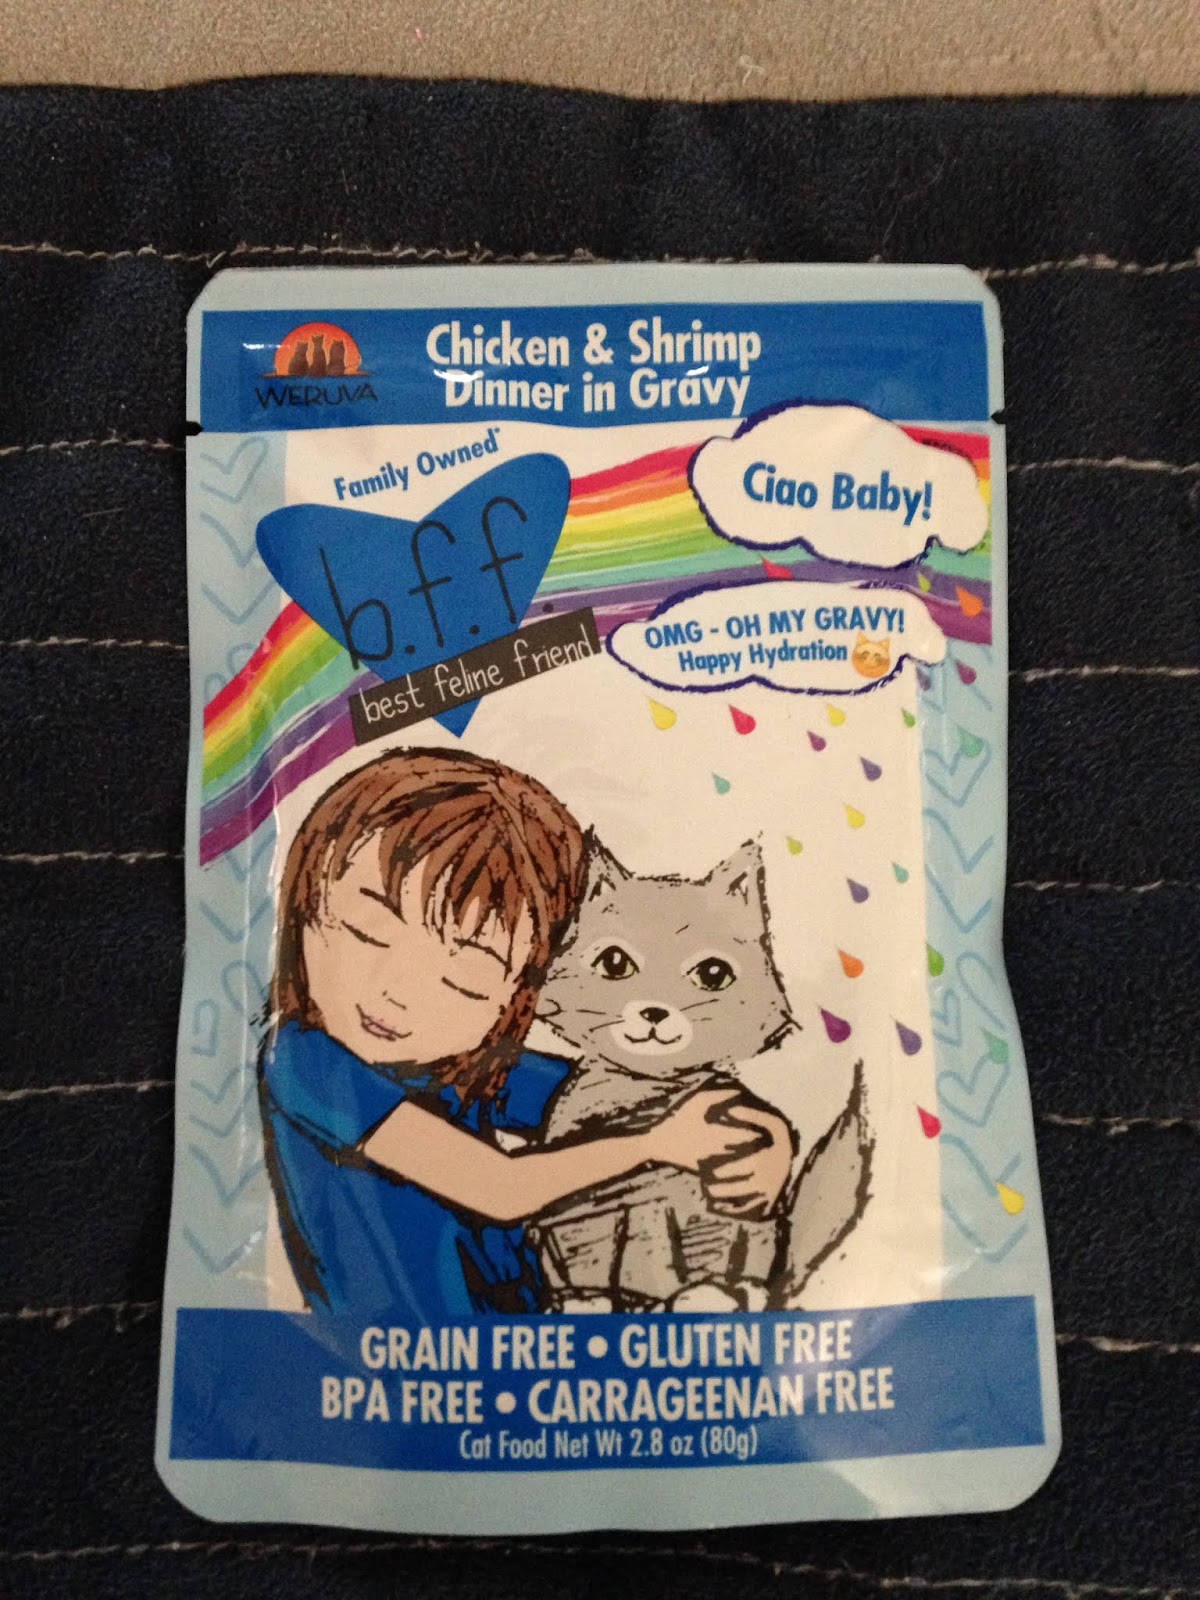 WERUVA
Chicken & Shrimp
Dinner in Gravy
Family Owned*
b.f.f.
best feline friend
Ciao Baby!
OMG - OH MY GRAVY!
Happy Hydration
GRAIN FREE • GLUTEN FREE
BPA FREE • CARRAGEENAN FREE
Cat Food Net Wt 2.8 oz (80g)